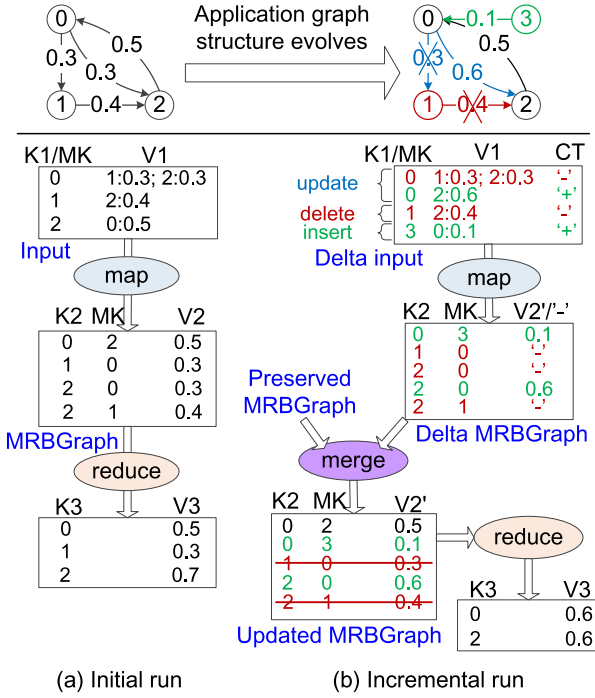 Application graph
structure evolves
0
0.3
0.3
0.5
1
0.4
2
0
0.1
3
0.3
0.6
0.5
1
0.4
2
K1/MK V1
0 1:0.3; 2:0.3
1 2:0.4
2 0:0.5
Input
map
K2 MK V2
0 2 0.5
1 0 0.3
2 0 0.3
2 1 0.4
MRBGraph
reduce
K3 V3
0 0.5
1 0.3
2 0.7
(a) Initial run
K1/MK V1 CT
update
0 1:0.3; 2:0.3 '-'
0 2:0.6 '+'
delete 1 2:0.4 '-'
insert 3 0:0.1 '+'
Delta input
map
K2 MK V2'/'-'
0 3 0.1
1 0 '-'
2 0 '-'
2 0 0.6
2 1 '-'
Preserved
MRBGraph
Delta MRBGraph
merge
K2 MK V2'
0 2 0.5
0 3 0.1
1 0 0.3
2 0 0.6
2 1 0.4
Updated MRBGraph
reduce
K3 V3
0 0.6
2 0.6
(b) Incremental run